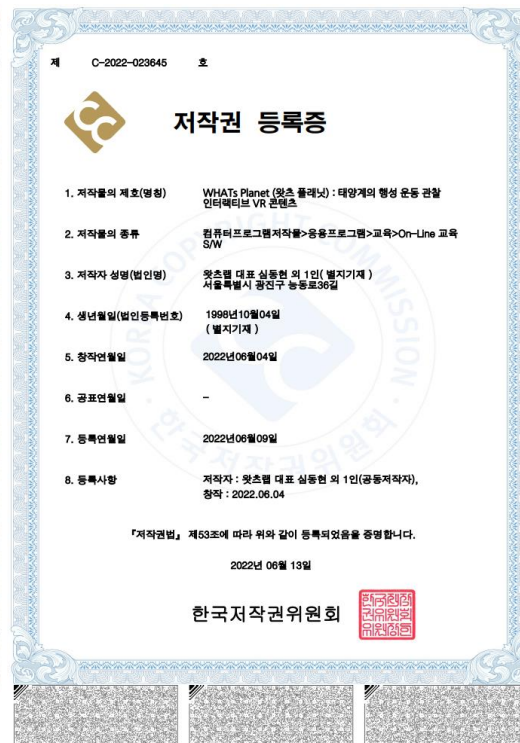 제 C-2022-023645 호
저작권 등록증
1. 저작물의 제호(명칭) WHATs Planet (왓츠 플래닛) : 태양계의 행성 운동 관찰
인터랙티브 VR 콘텐츠
2. 저작물의 종류 컴퓨터프로그램저작물>응용프로그램>교육>On-Line 교육
S/W
3. 저작자 성명(법인명) 왓츠랩 대표 심동현 외 1인( 별지기재 )
서울특별시 광진구 능동로36길
4. 생년월일(법인등록번호) 1998년10월04일
( 별지기재 )
5. 창작연월일 2022년06월04일
6. 공표연월일 –
7. 등록연월일 2022년06월09일
8. 등록사항 저작자 : 왓츠랩 대표 심동현 외 1인(공동저작자),
창작 : 2022.06.04
『저작권법』 제53조에 따라 위와 같이 등록되었음을 증명합니다.
2022년 06월 13일
한국저작권위원회
KOREA COPYRIGHT COMMISSION
한국저작권위원회